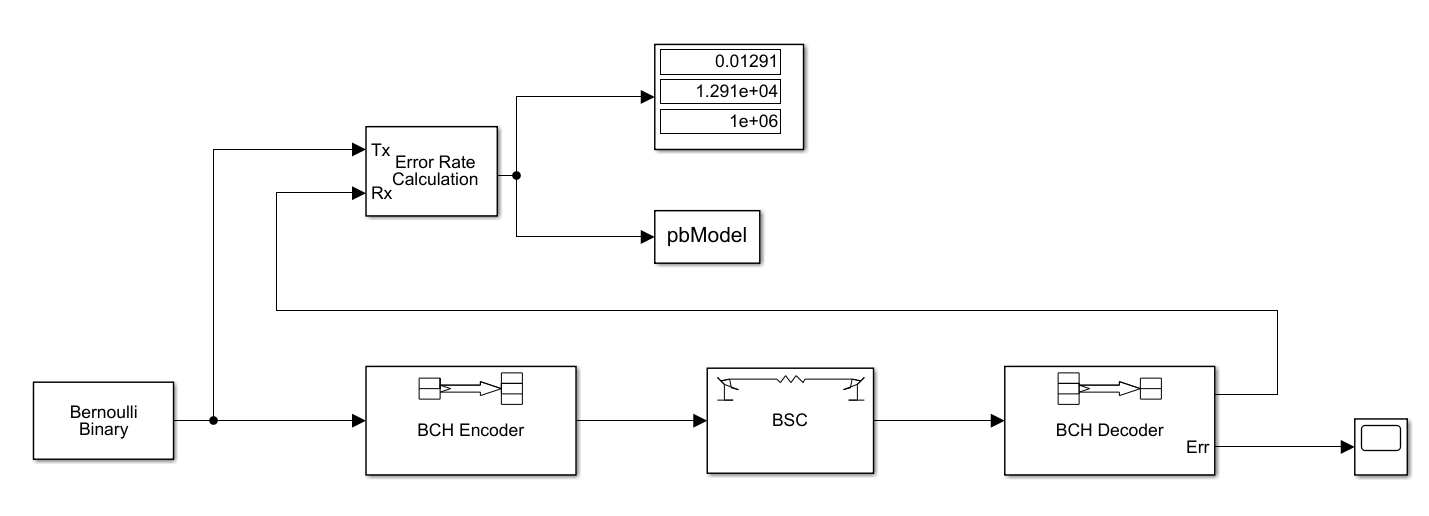 0.01291
1.291e+04
1e+06
Tx
Error Rate
Calculation
Rx
pbModel
Bernoulli
Binary
BCH Encoder
BSC
BCH Decoder
Err